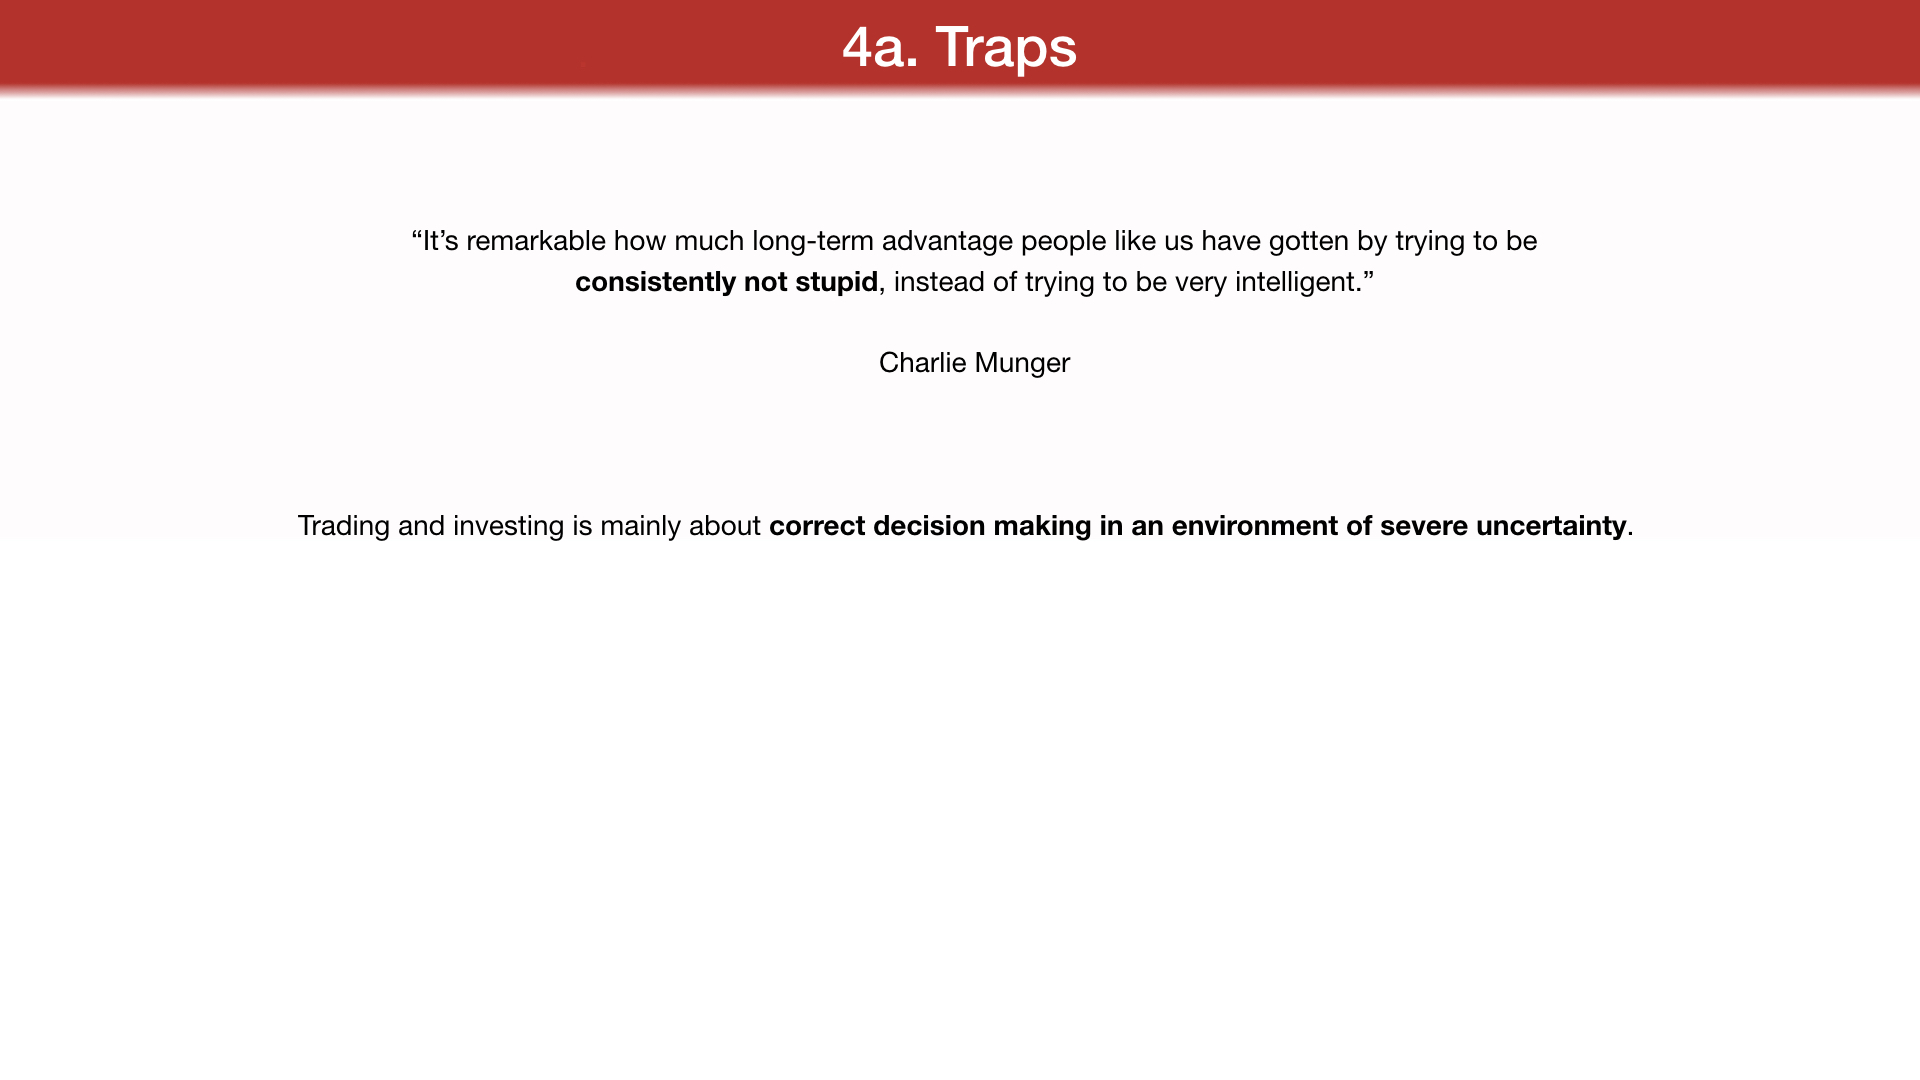 4a. Traps
“It’s remarkable how much long-term advantage people like us have gotten by trying to be
consistently not stupid, instead of trying to be very intelligent.”
Charlie Munger
Trading and investing is mainly about correct decision making in an environment of severe uncertainty.